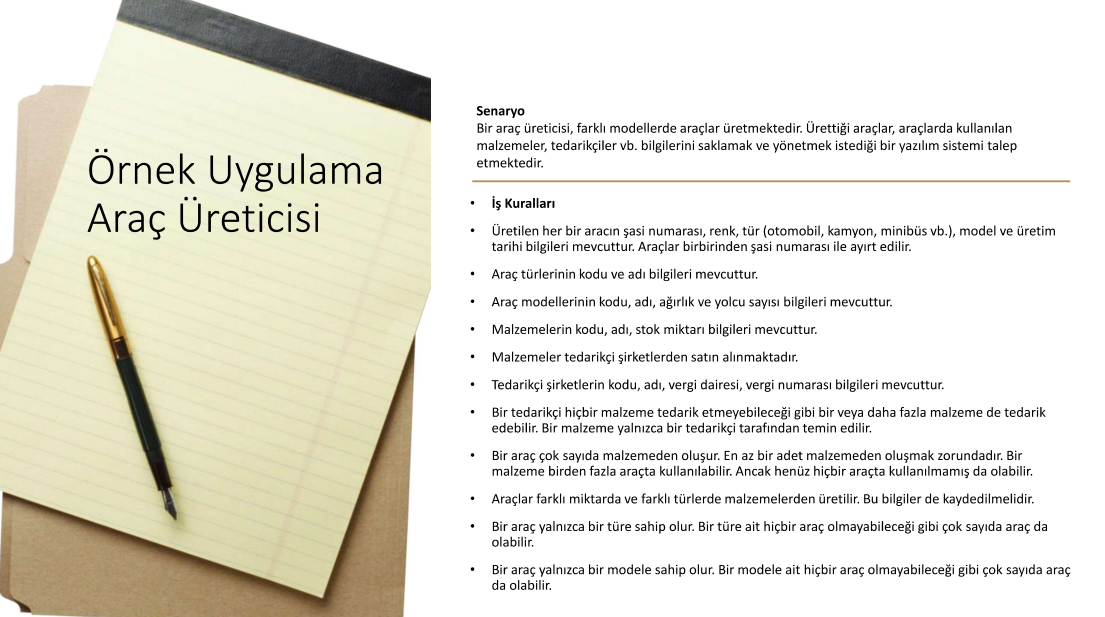 Örnek Uygulama
Araç Üreticisi
Senaryo
Bir araç üreticisi, farklı modellerde araçlar üretmektedir. Ürettiği araçlar, araçlarda kullanılan
malzemeler, tedarikçiler vb. bilgilerini saklamak ve yönetmek istediği bir yazılım sistemi talep
etmektedir.
• İş Kuralları
• Üretilen her bir aracın şasi numarası, renk, tür (otomobil, kamyon, minibüs vb.), model ve üretim
tarihi bilgileri mevcuttur. Araçlar birbirinden şasi numarası ile ayırt edilir.
• Araç türlerinin kodu ve adı bilgileri mevcuttur.
• Araç modellerinin kodu, adı, ağırlık ve yolcu sayısı bilgileri mevcuttur.
• Malzemelerin kodu, adı, stok miktarı bilgileri mevcuttur.
• Malzemeler tedarikçi şirketlerden satın alınmaktadır.
• Tedarikçi şirketlerin kodu, adı, vergi dairesi, vergi numarası bilgileri mevcuttur.
• Bir tedarikçi hiçbir malzeme tedarik etmeyebileceği gibi bir veya daha fazla malzeme de tedarik
edebilir. Bir malzeme yalnızca bir tedarikçi tarafından temin edilir.
• Bir araç çok sayıda malzemeden oluşur. En az bir adet malzemeden oluşmak zorundadır. Bir
malzeme birden fazla araçta kullanılabilir. Ancak henüz hiçbir araçta kullanılmamış da olabilir.
• Araçlar farklı miktarda ve farklı türlerde malzemelerden üretilir. Bu bilgiler de kaydedilmelidir.
• Bir araç yalnızca bir türe sahip olur. Bir türe ait hiçbir araç olmayabileceği gibi çok sayıda araç da
olabilir.
• Bir araç yalnızca bir modele sahip olur. Bir modele ait hiçbir araç olmayabileceği gibi çok sayıda araç
da olabilir.